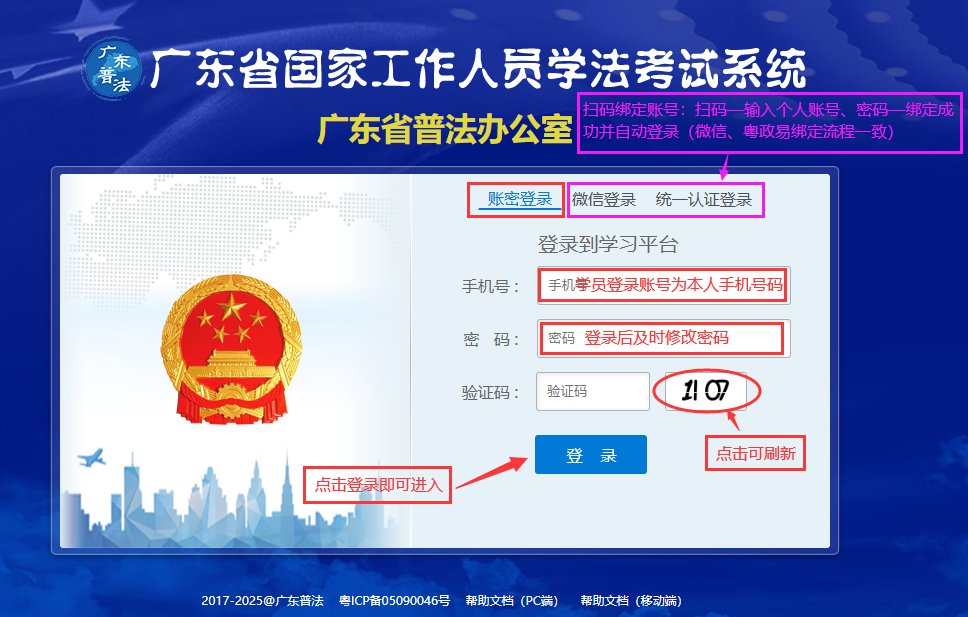 广东普法
广东省国家工作人员学法考试系统
广东省普法办公室
扫码绑定账号：扫码—输入个人账号、密码—绑定成
功并自动登录（微信、粤政易绑定流程一致）
账密登录 微信登录 统一认证登录
登录到学习平台
手机号： 手机学员登录账号为本人手机号码
密 码： 密码 登录后及时修改密码
验证码： 验证码 1107
登 录
点击可刷新
点击登录即可进入
2017-2025@广东普法 粤ICP备05090046号 帮助文档（PC端） 帮助文档（移动端）